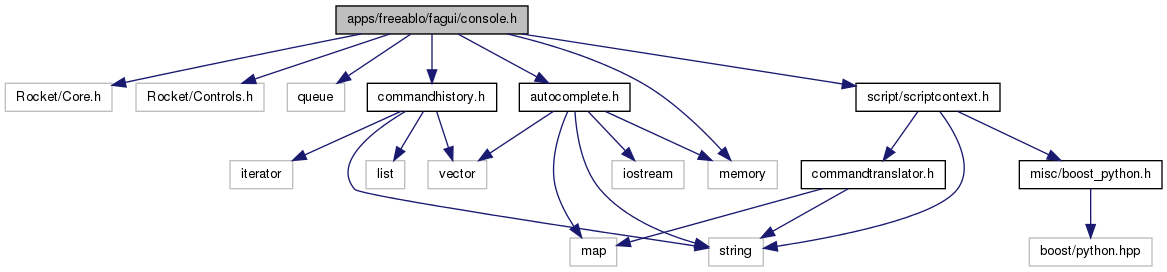 apps/freeablo/fagui/console.h
Rocket/Core.h
Rocket/Controls.h
queue
commandhistory.h
autocomplete.h
script/scriptcontext.h
iterator
list
vector
iostream
memory
commandtranslator.h
misc/boost_python.h
map
string
boost/python.hpp